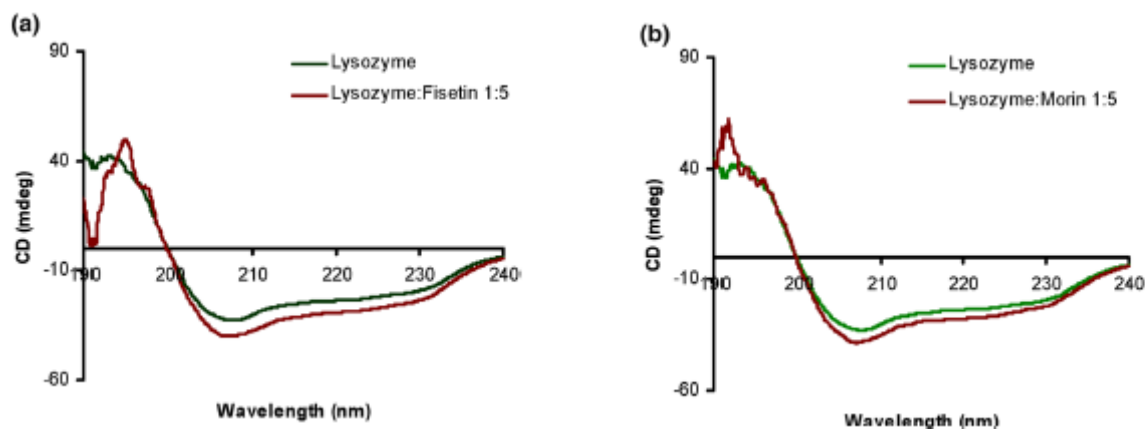 (a)
90
40
-10
-60
CD (mdeg)
Lysozyme
Lysozyme:Fisetin 1:5
190 200 210 220 230 240
Wavelength (nm)
(b)
90
40
-10
-60
CD (mdeg)
Lysozyme
Lysozyme:Morin 1:5
190 200 210 220 230 240
Wavelength (nm)